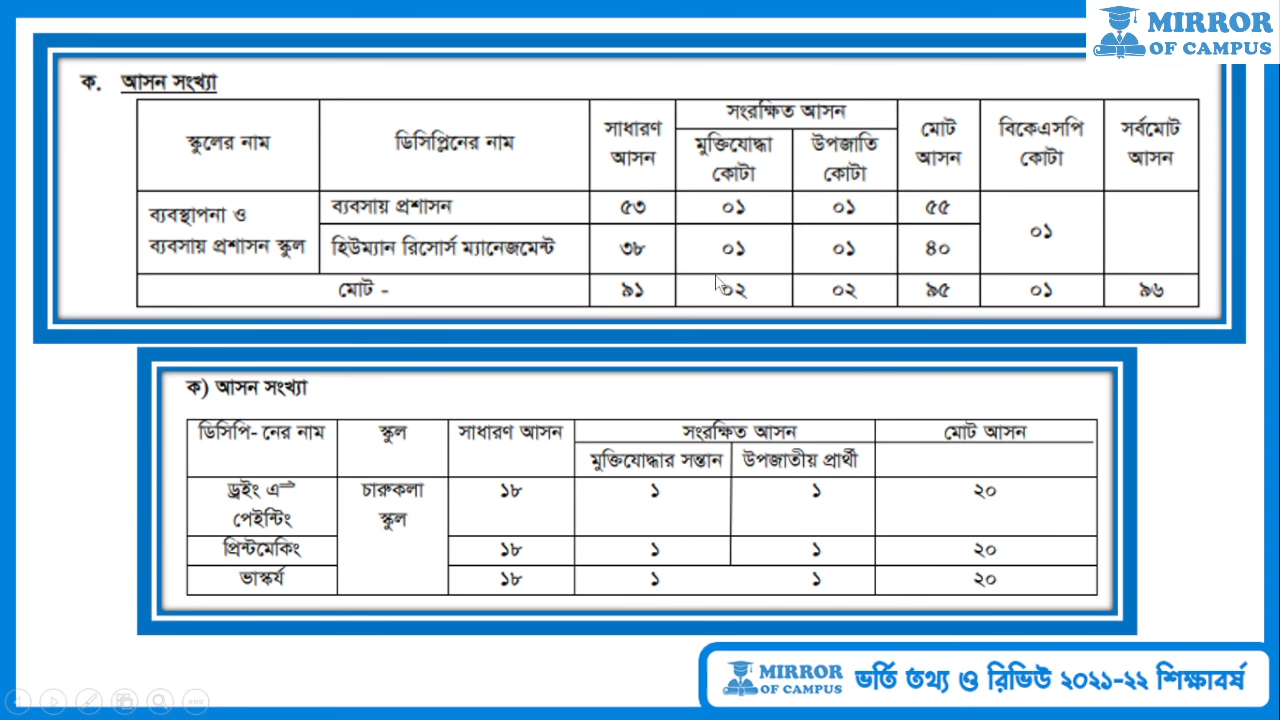 MIRROR
OF CAMPUS
ক. আসন সংখ্যা
স্কুলের নাম ডিসিপ্লিনের নাম সাধারণ আসন সংরক্ষিত আসন মোট আসন বিকেএসপি কোটা সর্বমোট আসন
মুক্তিযোদ্ধা কোটা উপজাতি কোটা
ব্যবস্থাপনা ও ব্যবসায় প্রশাসন স্কুল ব্যবসায় প্রশাসন ৫৩ ০১ ০১ ৫৫ ০১
হিউম্যান রিসোর্স ম্যানেজমেন্ট ৩৮ ০১ ০১ ৪০
মোট - ৯১ ০২ ০২ ৯৫ ০১ ৯৬
ক) আসন সংখ্যা
ডিসিপি- নের নাম স্কুল সাধারণ আসন সংরক্ষিত আসন মোট আসন
মুক্তিযোদ্ধার সন্তান উপজাতীয় প্রার্থী
ড্রইং এ পেইন্টিং চারুকলা স্কুল ১৮ ১ ১ ২০
প্রিন্টমেকিং ১৮ ১ ১ ২০
ভাস্কর্য ১৮ ১ ১ ২০
MIRROR
OF CAMPUS
ভর্তি তথ্য ও রিভিউ ২০২১-২২ শিক্ষাবর্ষ